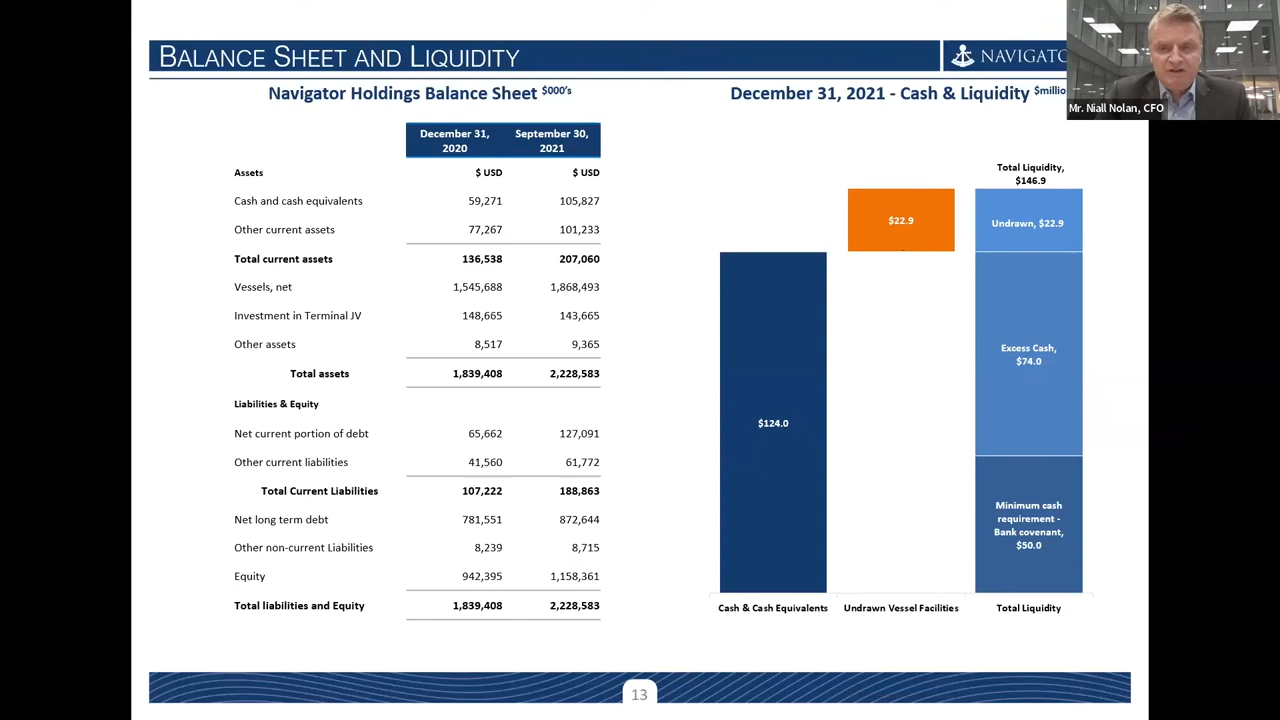 BALANCE SHEET AND LIQUIDITY
NAVIGATO
Mr. Niall Nolan, CFO
Navigator Holdings Balance Sheet $000's
December 31, 2020 September 30, 2021
Assets $ USD $ USD
Cash and cash equivalents 59,271 105,827
Other current assets 77,267 101,233
Total current assets 136,538 207,060
Vessels, net 1,545,688 1,868,493
Investment in Terminal JV 148,665 143,665
Other assets 8,517 9,365
Total assets 1,839,408 2,228,583
Liabilities & Equity
Net current portion of debt 65,662 127,091
Other current liabilities 41,560 61,772
Total Current Liabilities 107,222 188,863
Net long term debt 781,551 872,644
Other non-current Liabilities 8,239 8,715
Equity 942,395 1,158,361
Total liabilities and Equity 1,839,408 2,228,583
December 31, 2021 - Cash & Liquidity $millio
Total Liquidity,
$146.9
$22.9
Undrawn, $22.9
Excess Cash,
$74.0
$124.0
Minimum cash
requirement -
Bank covenant,
$50.0
Cash & Cash Equivalents Undrawn Vessel Facilities Total Liquidity
13